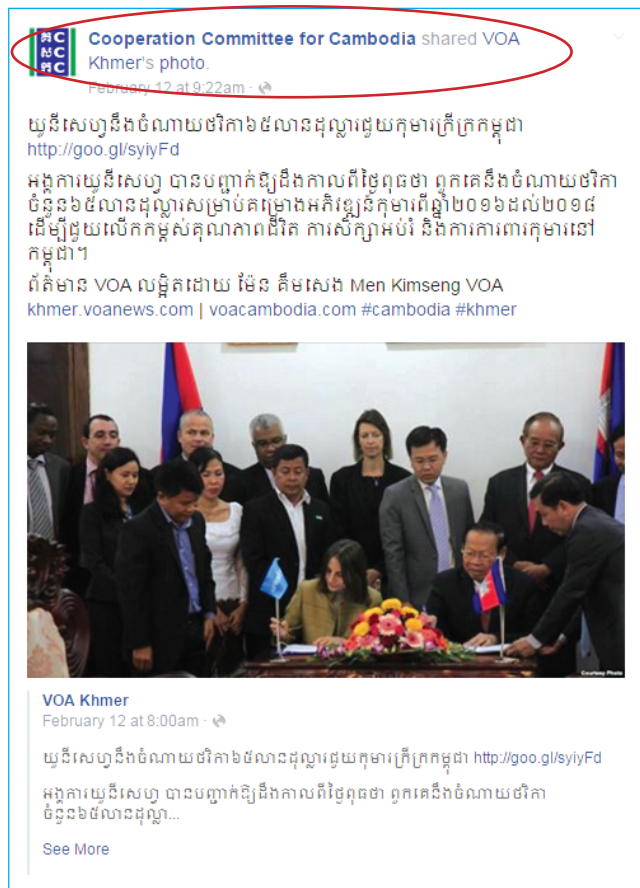 អ C
ស C
ក C
Cooperation Committee for Cambodia shared VOA
Khmer's photo.
February 12 at 9:22am ·
យូនីសេហ្វនឹងចំណាយថវិកា៦៥លានដុល្លារជួយកុមារក្រីក្រកម្ពុជា
http://goo.gl/syiyFd
អង្គការយូនីសេហ្វ បានបញ្ជាក់ឱ្យដឹងកាលពីថ្ងៃពុធថា ពួកគេនឹងចំណាយថវិកា
ចំនួន៦៥លានដុល្លារសម្រាប់គម្រោងអភិវឌ្ឍន៍កុមារពីឆ្នាំ២០១៦ដល់២០១៨
ដើម្បីជួយលើកកម្ពស់គុណភាពជីវិត ការសិក្សាអប់រំ និងការការពារកុមារនៅ
កម្ពុជា។
ព័ត៌មាន VOA លម្អិតដោយ ម៉ែន គឹមសេង Men Kimseng VOA
khmer.voanews.com | voacambodia.com #cambodia #khmer
Courtesy Photo
VOA Khmer
February 12 at 8:00am ·
យូនីសេហ្វនឹងចំណាយថវិកា៦៥លានដុល្លារជួយកុមារក្រីក្រកម្ពុជា http://goo.gl/syiyFd
អង្គការយូនីសេហ្វ បានបញ្ជាក់ឱ្យដឹងកាលពីថ្ងៃពុធថា ពួកគេនឹងចំណាយថវិកា
ចំនួន៦៥លានដុល្លា...
See More